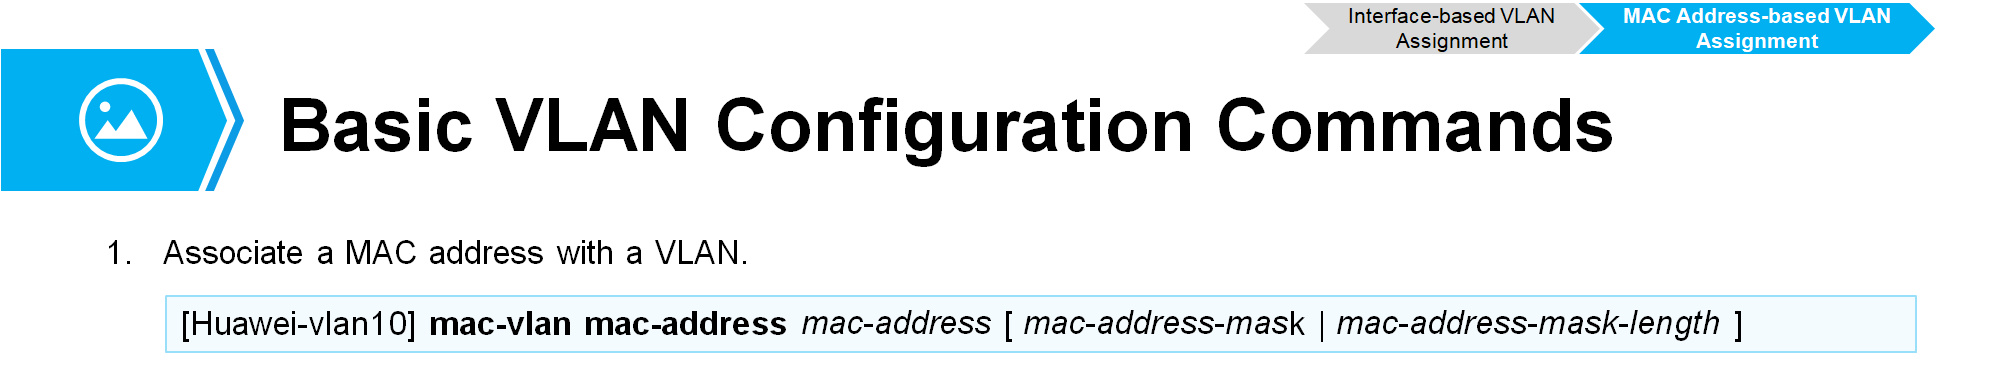 Interface-based VLAN
Assignment
MAC Address-based VLAN
Assignment
Basic VLAN Configuration Commands
1. Associate a MAC address with a VLAN.
[Huawei-vlan10] mac-vlan mac-address mac-address [ mac-address-mask | mac-address-mask-length ]